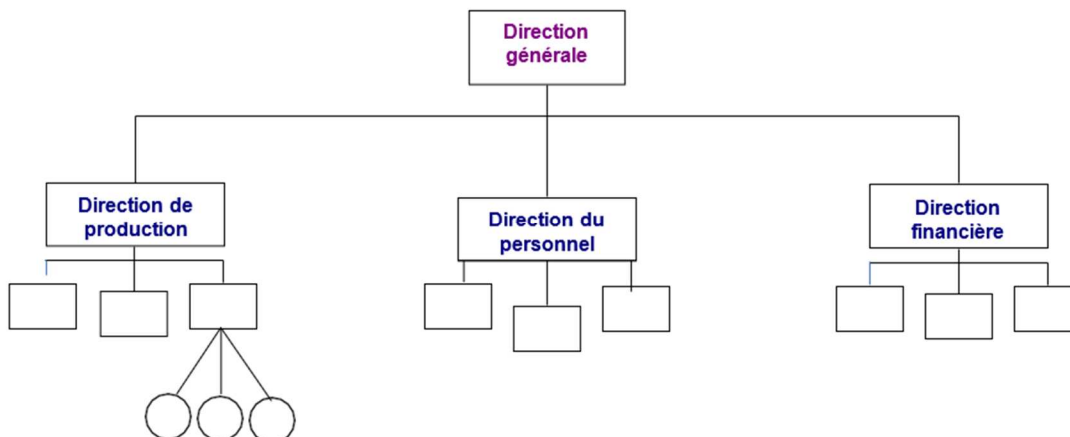 Direction
générale
Direction de
production
Direction du
personnel
Direction
financière